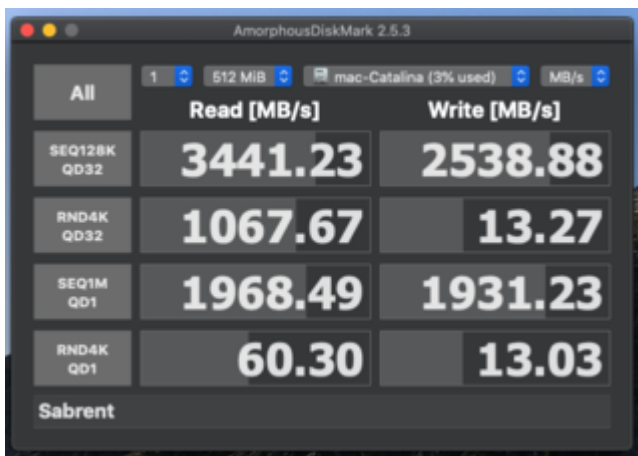 AmorphousDiskMark 2.5.3
All
1 512 MiB mac-Catalina (3% used) MB/s
Read [MB/s] Write [MB/s]
SEQ128K
QD32
3441.23 2538.88
RND4K
QD32
1067.67 13.27
SEQ1M
QD1
1968.49 1931.23
RND4K
QD1
60.30 13.03
Sabrent